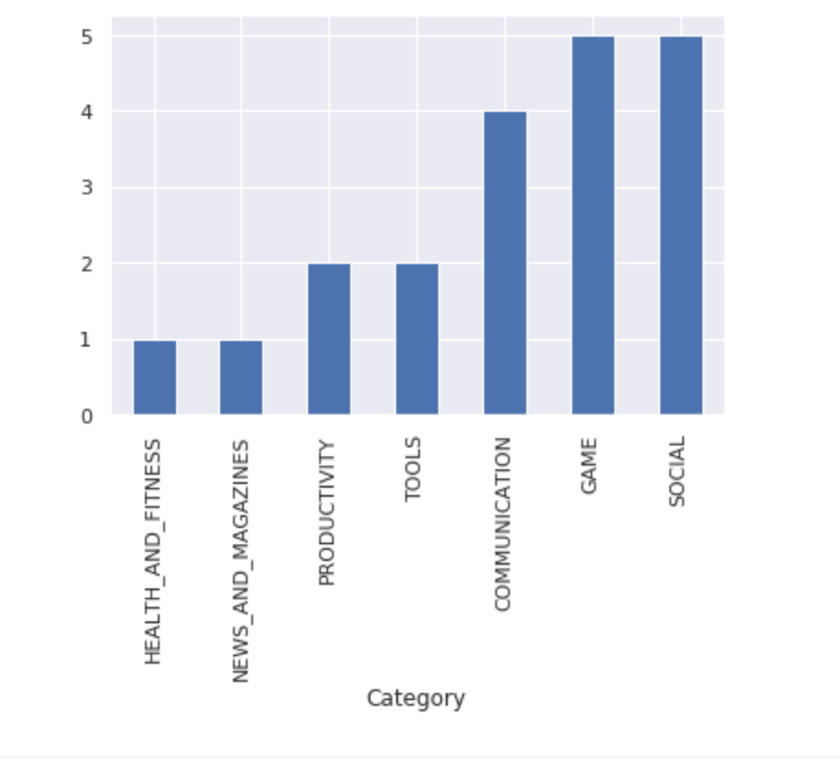 5
4
3
2
1
0
HEALTH_AND_FITNESS
NEWS_AND_MAGAZINES
PRODUCTIVITY
TOOLS
COMMUNICATION
GAME
SOCIAL
Category